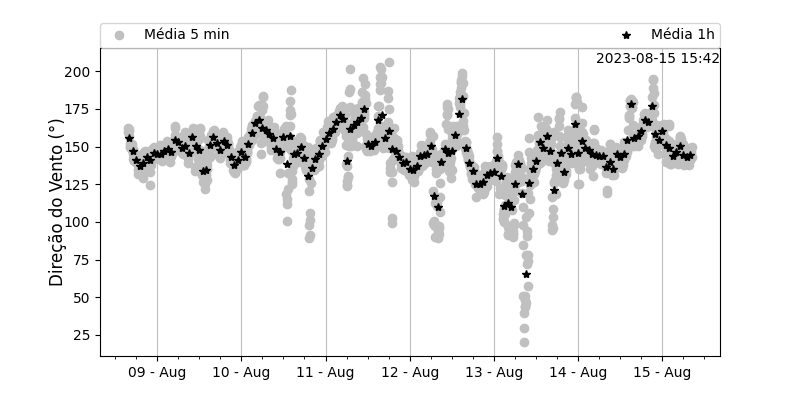 Média 5 min
Média 1h
2023-08-15 15:42
Direção do Vento (°)
200
175
150
125
100
75
50
25
09 - Aug
10 - Aug
11 - Aug
12 - Aug
13 - Aug
14 - Aug
15 - Aug